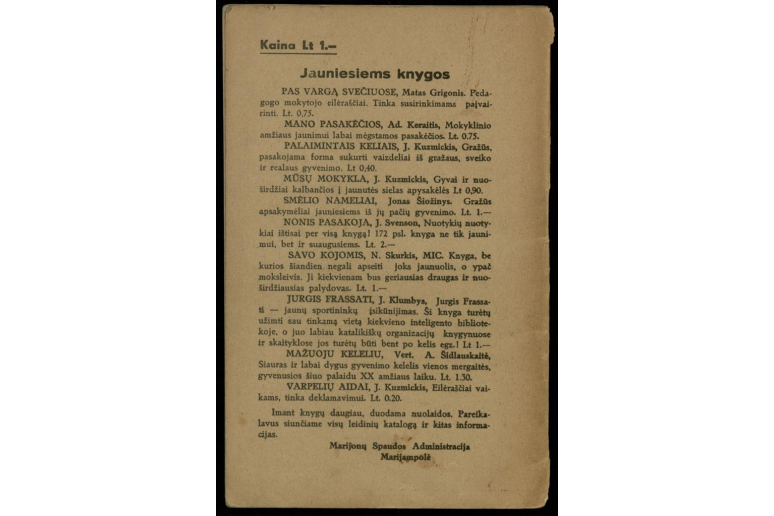 Kaina Lt 1.—
Jauniesiems knygos
PAS VARGĄ SVEČIUOSE, Matas Grigonis. Peda-
gogo mokytojo eilėraščiai. Tinka susirinkimams paįvai-
rinti. Lt. 0,75.
MANO PASAKĖČIOS, Ad. Keraitis, Mokyklinio
amžiaus jaunimui labai mėgstamos pasakėčios. Lt. 0.75.
PALAIMINTAIS KELIAIS, J. Kuzmickis, Gražūs,
pasakojama forma sukurti vaizdeliai iš gražaus, sveiko
ir realaus gyvenimo. Lt 0,40.
MŪSŲ MOKYKLA, J. Kuzmickis, Gyvai ir nuo-
širdžiai kalbančios į jaunutės sielas apysakėlės Lt 0,90.
SMĖLIO NAMELIAI, Jonas Šiožinys. Gražūs
apsakymėliai jauniesiems iš jų pačių gyvenimo. Lt. 1.—
NONIS PASAKOJA, J. Svenson, Nuotykių nuoty-
kiai ištisai per visą knygą! 172 psl. knyga ne tik jauni-
mui, bet ir suaugusiems. Lt. 2.—
SAVO KOJOMIS, N. Skurkis, MIC. Knyga, be
kurios šiandien negali apseiti joks jaunuolis, o ypač
moksleivis. Ji kiekvienam bus geriausias draugas ir nuo-
širdžiausias palydovas. Lt. 1.—
JURGIS FRASSATI, J. Klumbys, Jurgis Frassa-
ti — jaunų sportininkų įsikūnijimas. Ši knyga turėtų
užimti sau tinkamą vietą kiekvieno inteligento bibliote-
koje, o juo labiau katalikiškų organizacijų knygynuose
ir skaityklose jos turėtų būti bent po kelis egz.! Lt 1.—
MAŽUOJU KELELIU, Vert. A. Šidlauskaitė,
Siauras ir labai dygus gyvenimo kelelis vienos mergaitės,
gyvenusios šiuo palaidu XX amžiaus laiku. Lt. 1.30.
VARPELIŲ AIDAI, J. Kuzmickis, Eilėraščiai vai-
kams, tinka deklamavimui. Lt. 0.20.
Imant knygų daugiau, duodama nuolaidos. Pareika-
lavus siunčiame visų leidinių katalogą ir kitas informa-
cijas.
Marijonų Spaudos Administracija
Marijampolė